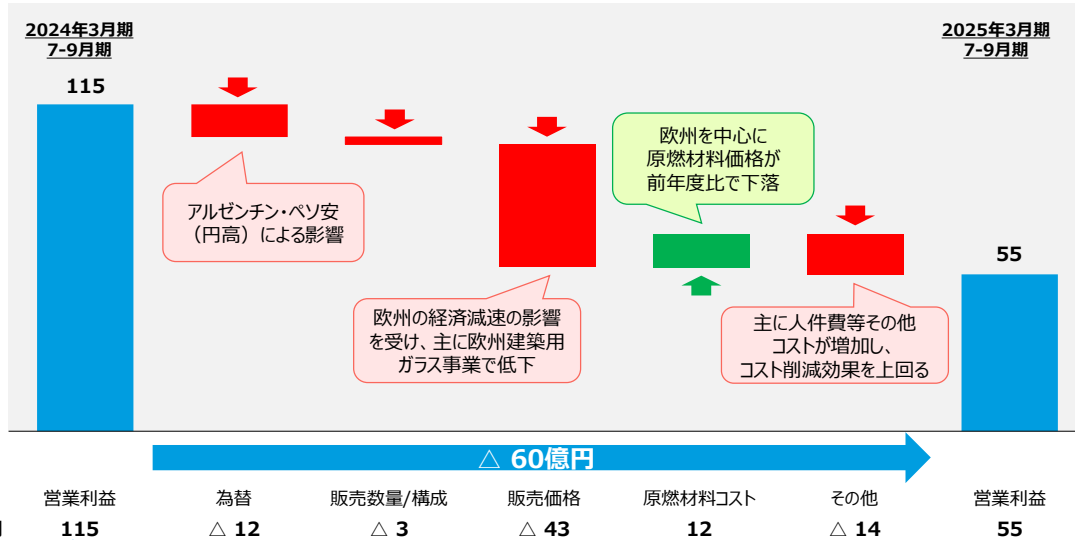 2024年3月期
7-9月期
2025年3月期
7-9月期
115
55
アルゼンチン・ペソ安
（円高）による影響
欧州の経済減速の影響
を受け、主に欧州建築用
ガラス事業で低下
欧州を中心に
原燃材料価格が
前年度比で下落
主に人件費等その他
コストが増加し、
コスト削減効果を上回る
△ 60億円
営業利益 為替 販売数量/構成 販売価格 原燃材料コスト その他 営業利益
115 △ 12 △ 3 △ 43 12 △ 14 55